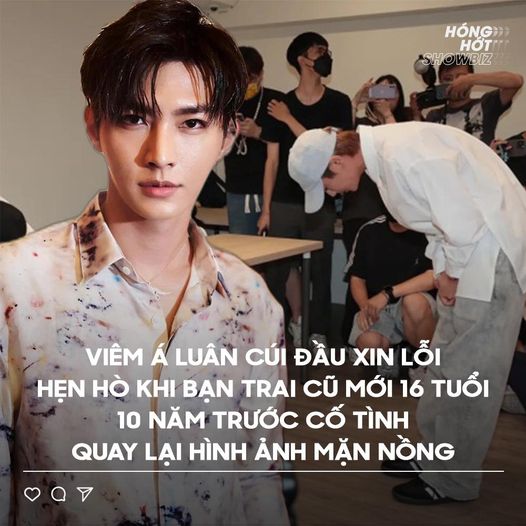 HÓNG
HỚT
SHOWBIZ
VIÊM Á LUÂN CÚI ĐẦU XIN LỖI
HẸN HÒ KHI BẠN TRAI CŨ MỚI 16 TUỔI
10 NĂM TRƯỚC CỐ TÌNH
QUAY LẠI HÌNH ẢNH MẶN NỒNG